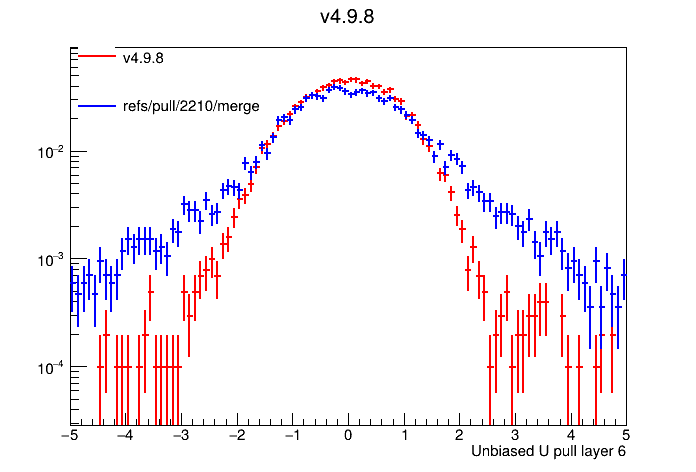 v4.9.8
v4.9.8
refs/pull/2210/merge
10⁻²
10⁻³
10⁻⁴
−5 −4 −3 −2 −1 0 1 2 3 4 5
Unbiased U pull layer 6